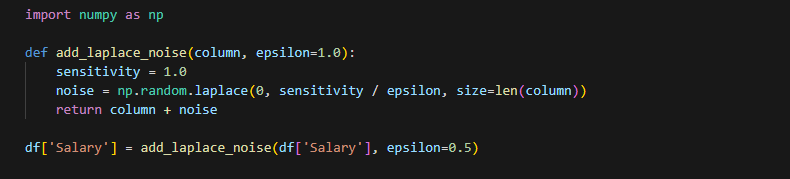 import numpy as np
def add_laplace_noise(column, epsilon=1.0):
    sensitivity = 1.0
    noise = np.random.laplace(0, sensitivity / epsilon, size=len(column))
    return column + noise
df['Salary'] = add_laplace_noise(df['Salary'], epsilon=0.5)